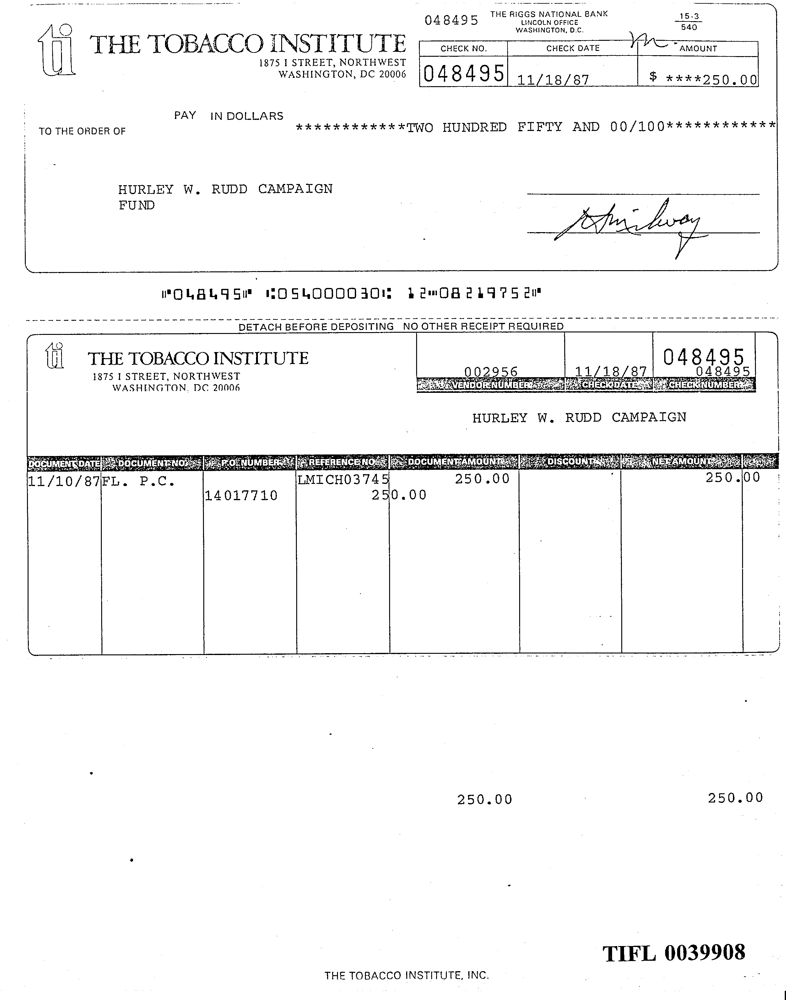 048495 THE RIGGS NATIONAL BANK 15-3
LINCOLN OFFICE 540
WASHINGTON, D.C.
ti THE TOBACCO INSTITUTE
1875 I STREET, NORTHWEST
WASHINGTON, DC 20006
CHECK NO. CHECK DATE AMOUNT
048495 11/18/87 $ ****250.00
PAY IN DOLLARS
TO THE ORDER OF ************TWO HUNDRED FIFTY AND 00/100************
HURLEY W. RUDD CAMPAIGN
FUND
⑈048495⑈ ⑆054000030⑆ 12⑉08219752⑈
DETACH BEFORE DEPOSITING NO OTHER RECEIPT REQUIRED
ti THE TOBACCO INSTITUTE
1875 I STREET, NORTHWEST
WASHINGTON, DC 20006
048495
002956 11/18/87 048495
VENDOR NUMBER CHECK DATE CHECK NUMBER
HURLEY W. RUDD CAMPAIGN
DOCUMENT DATE DOCUMENT NO. P.O. NUMBER REFERENCE NO. DOCUMENT AMOUNT DISCOUNT NET AMOUNT
11/10/87 FL. P.C. LMICH03745 250.00 250.00
14017710 250.00
250.00 250.00
TIFL 0039908
THE TOBACCO INSTITUTE, INC.